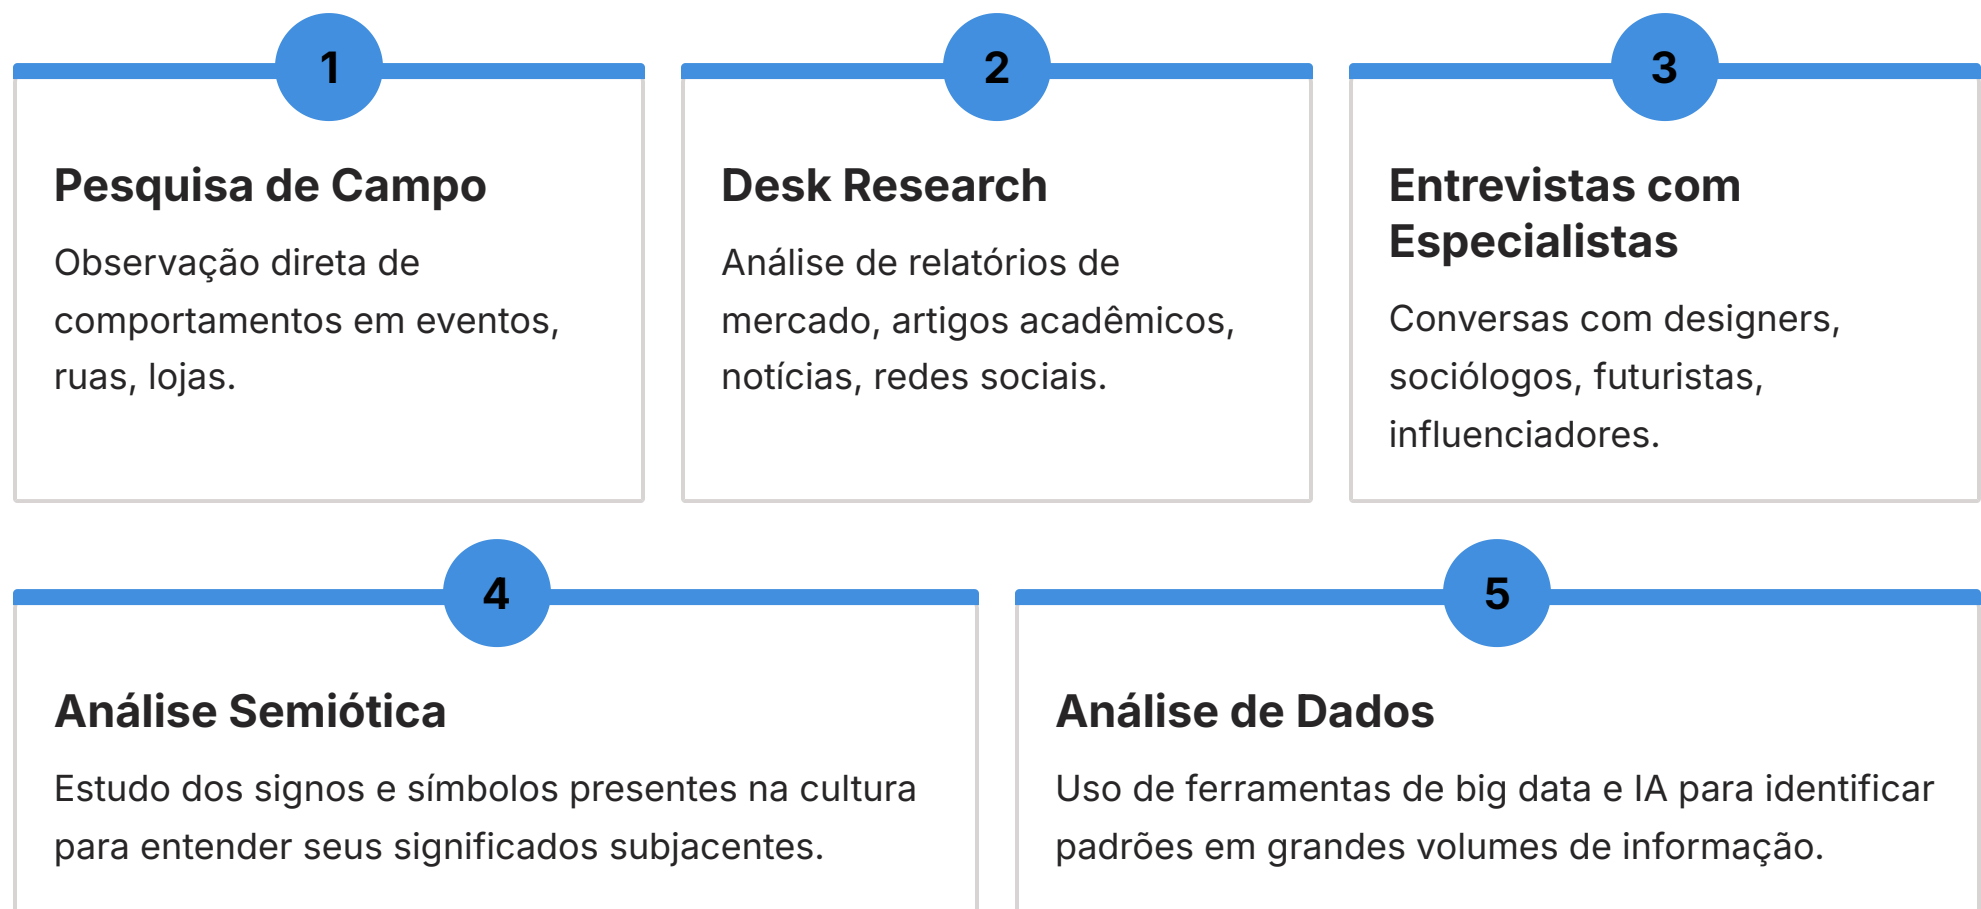 1
Pesquisa de Campo
Observação direta de
comportamentos em eventos,
ruas, lojas.
2
Desk Research
Análise de relatórios de
mercado, artigos acadêmicos,
notícias, redes sociais.
3
Entrevistas com
Especialistas
Conversas com designers,
sociólogos, futuristas,
influenciadores.
4
Análise Semiótica
Estudo dos signos e símbolos presentes na cultura
para entender seus significados subjacentes.
5
Análise de Dados
Uso de ferramentas de big data e IA para identificar
padrões em grandes volumes de informação.